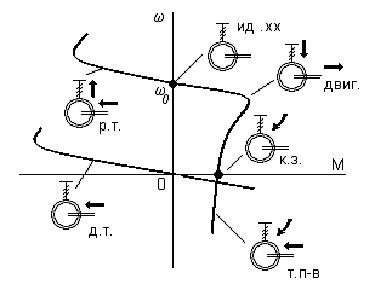 ω
ид .хх
ω₀
двиг.
р.т.
к.з.
М
0
д.т.
т.п-в